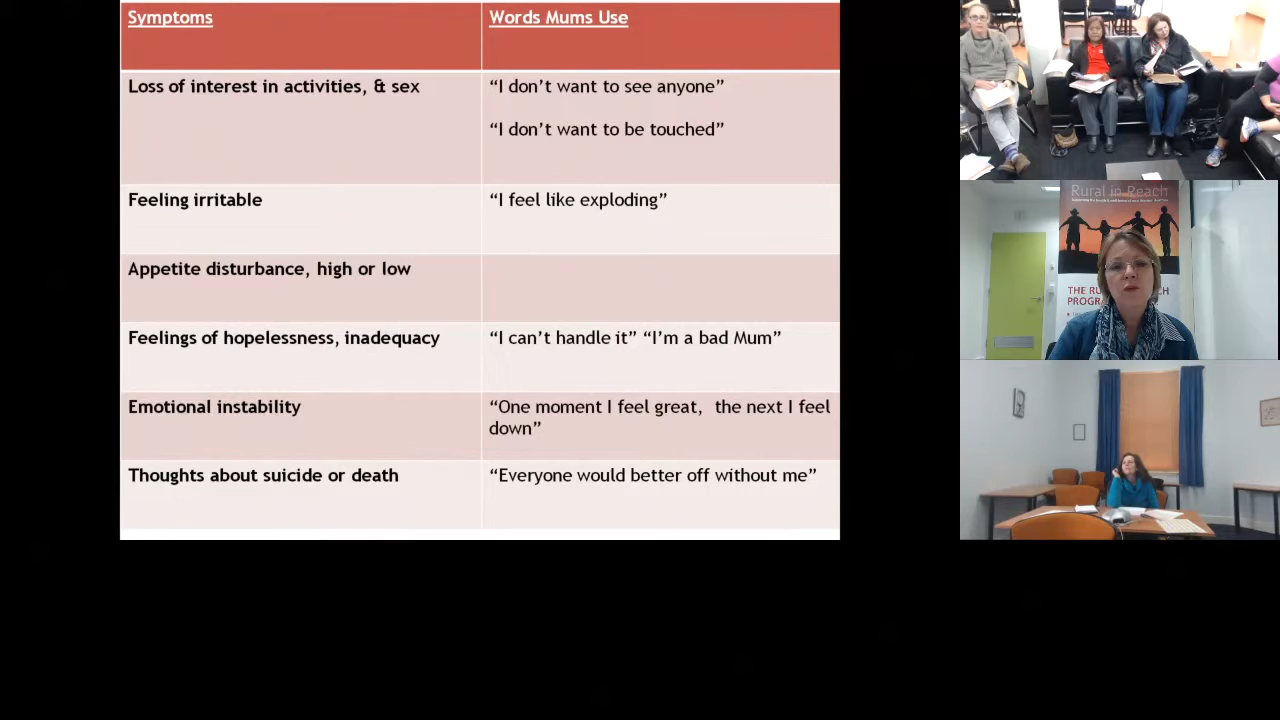 Symptoms
Words Mums Use
Loss of interest in activities, & sex
“I don’t want to see anyone”
“I don’t want to be touched”
Feeling irritable
“I feel like exploding”
Appetite disturbance, high or low
Feelings of hopelessness, inadequacy
“I can’t handle it” “I’m a bad Mum”
Emotional instability
“One moment I feel great,  the next I feel
down”
Thoughts about suicide or death
“Everyone would better off without me”
Rural in Reach